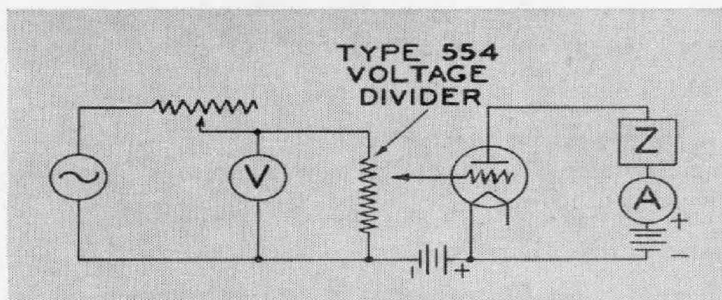 TYPE 554
VOLTAGE
DIVIDER
V
Z
A
+
-
+